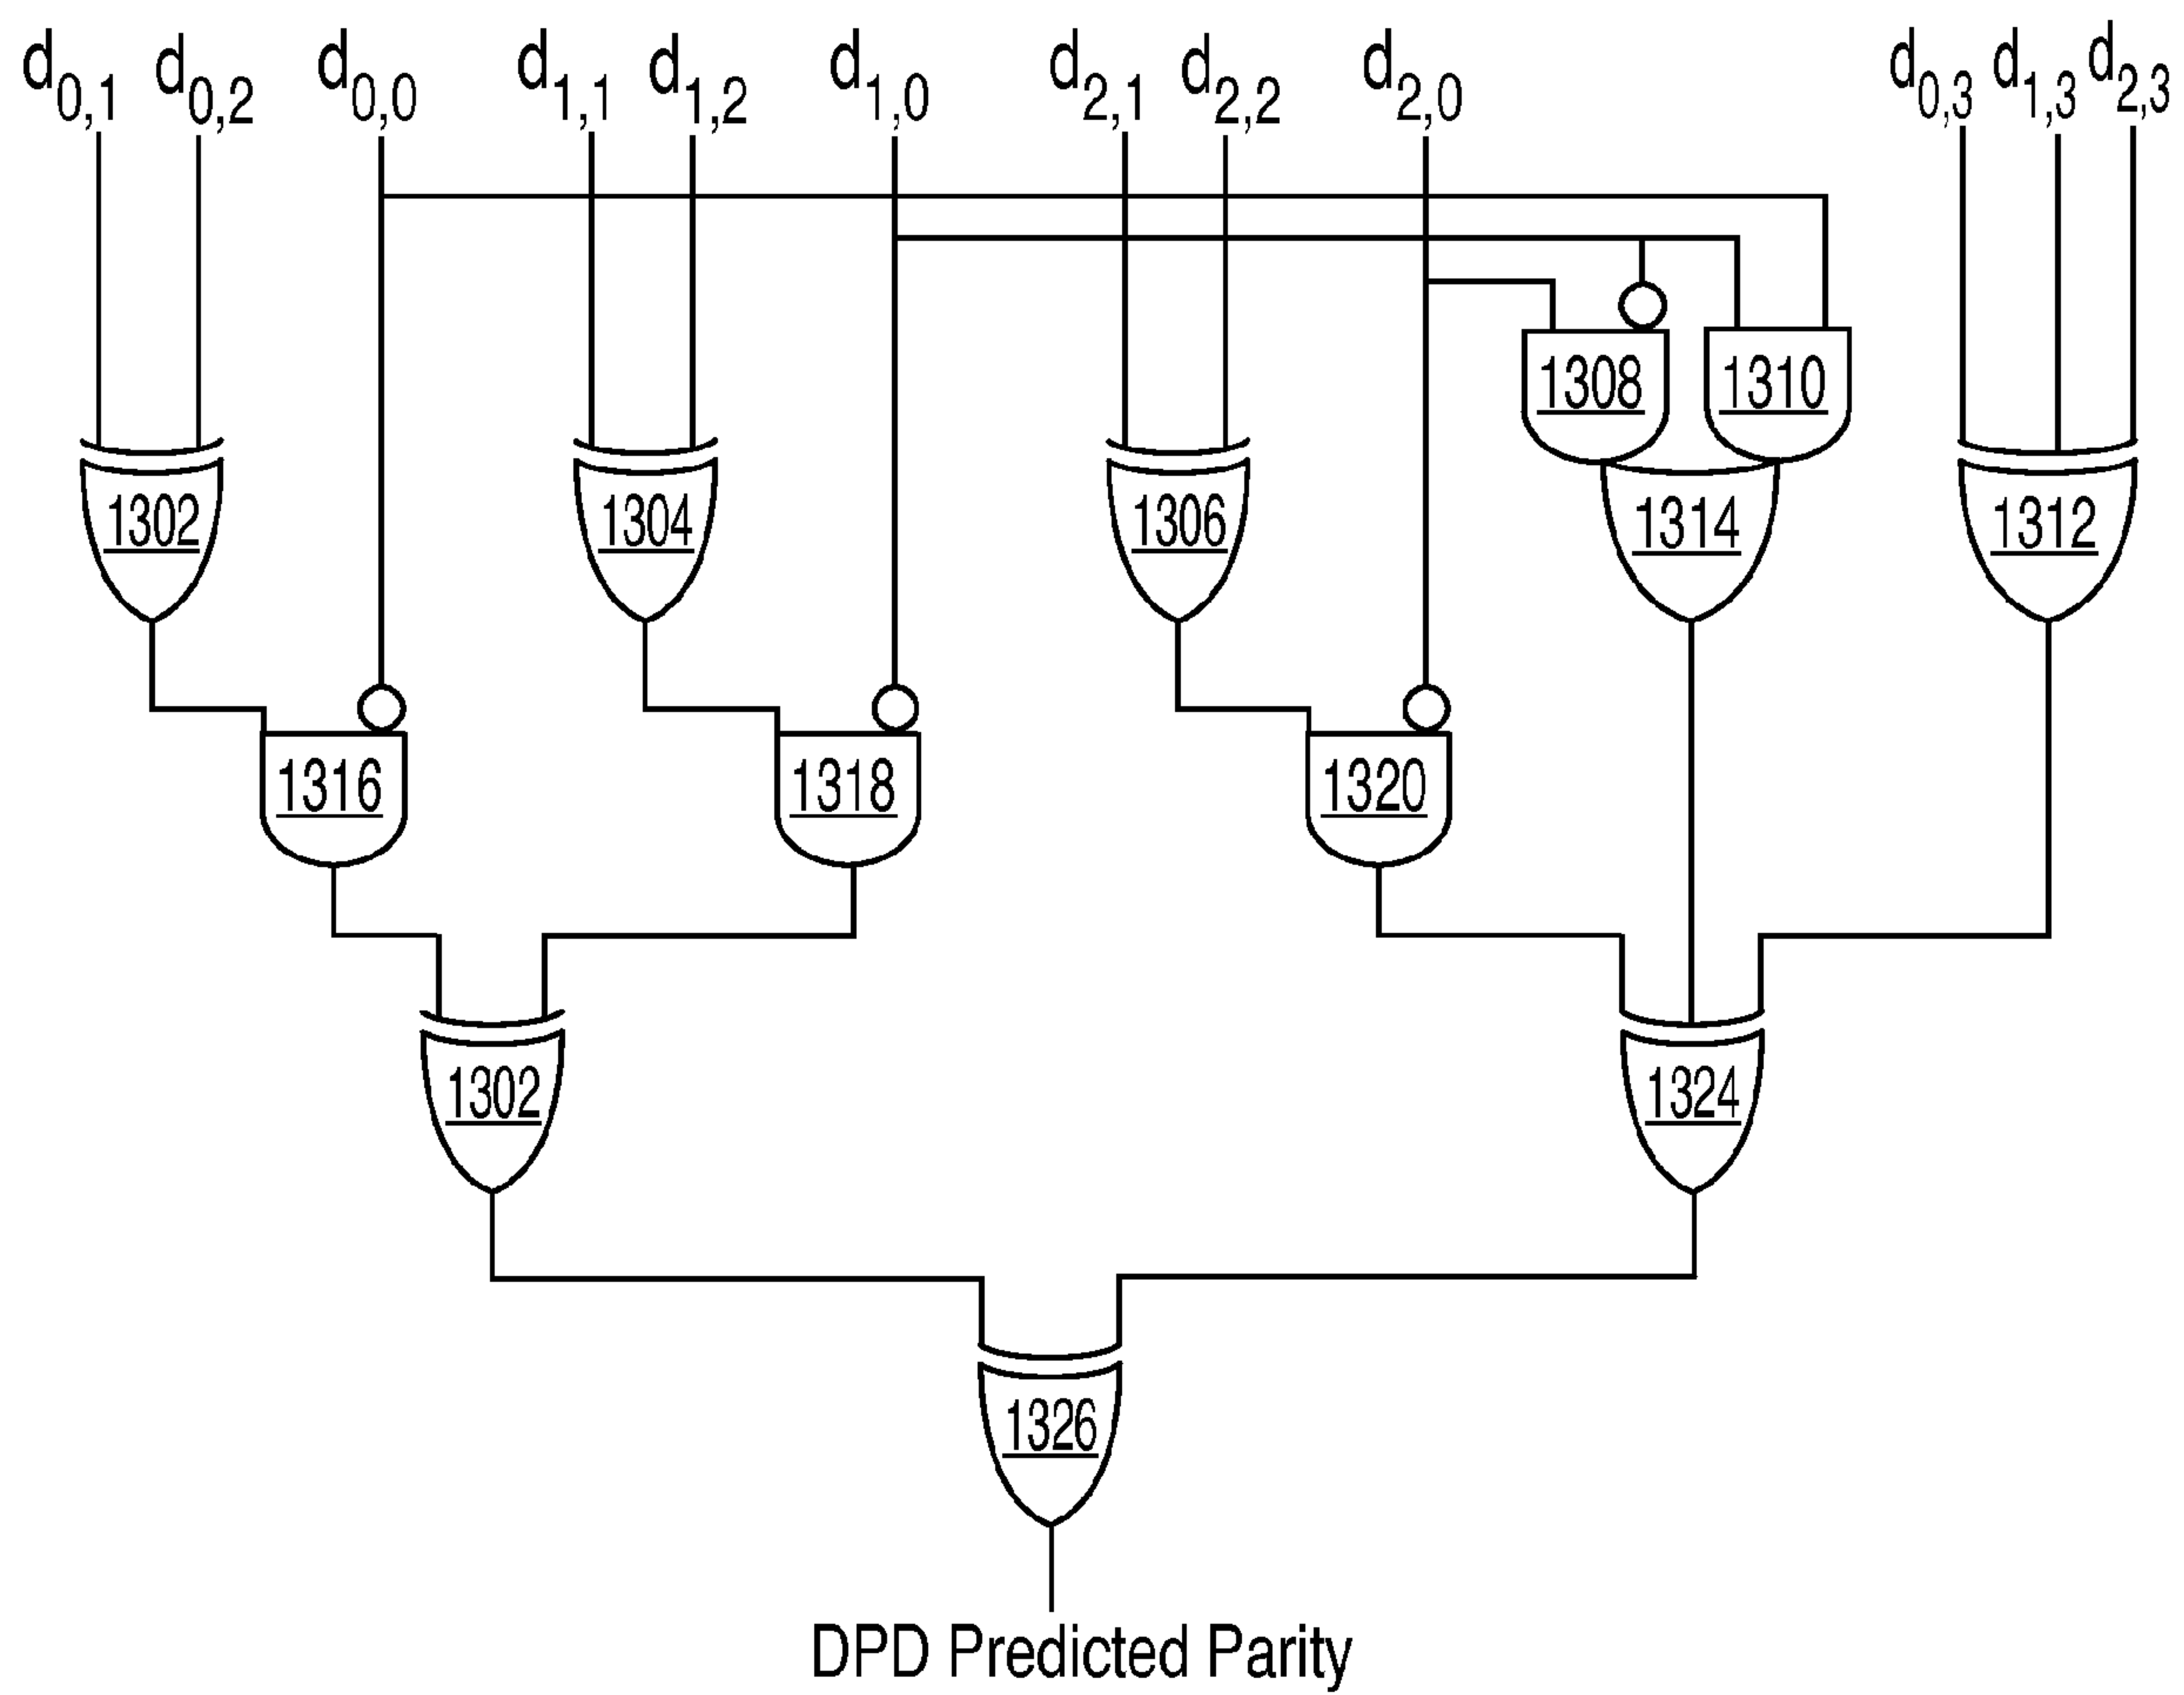 d0,1 d0,2 d0,0 d1,1 d1,2 d1,0 d2,1 d2,2 d2,0 d0,3 d1,3 d2,3
1308 1310
1302 1304 1306 1314 1312
1316 1318 1320
1302 1324
1326
DPD Predicted Parity